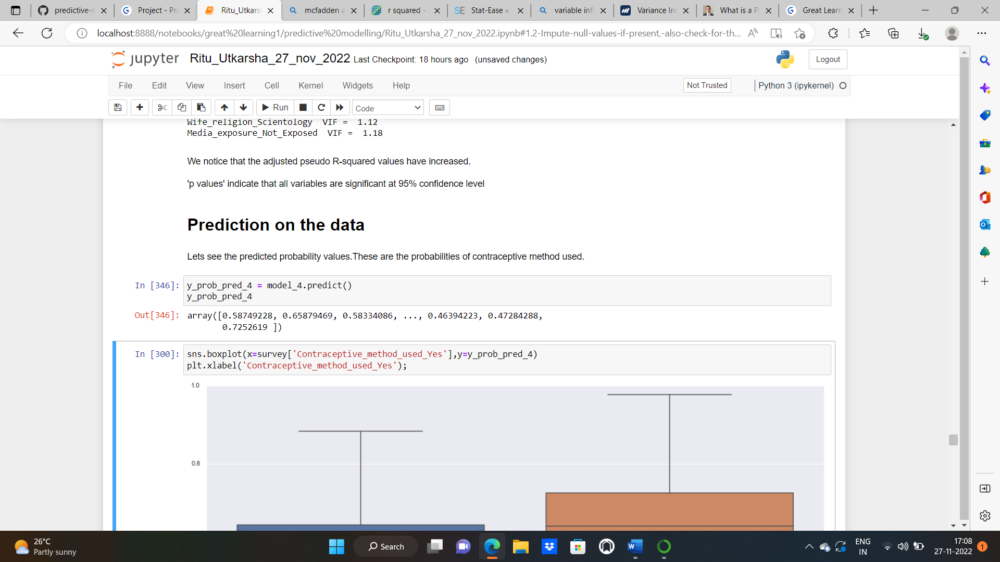 predictive-m
Project - Pre
Ritu_Utkarsh
mcfadden a
r squared -
Stat-Ease »
variable infl
Variance Inf
What is a Ps
Great Learn
localhost:8888/notebooks/great%20learning1/predictive%20modelling/Ritu_Utkarsha_27_nov_2022.ipynb#1.2-Impute-null-values-if-present,-also-check-for-th...
jupyter Ritu_Utkarsha_27_nov_2022 Last Checkpoint: 18 hours ago (unsaved changes)
Logout
File Edit View Insert Cell Kernel Widgets Help
Not Trusted
Python 3 (ipykernel)
Run
Code
Wife_religion_Scientology VIF = 1.12
Media_exposure_Not_Exposed VIF = 1.18
We notice that the adjusted pseudo R-squared values have increased.
'p values' indicate that all variables are significant at 95% confidence level
Prediction on the data
Lets see the predicted probability values.These are the probabilities of contraceptive method used.
In [346]: y_prob_pred_4 = model_4.predict()
y_prob_pred_4
Out[346]: array([0.58749228, 0.65879469, 0.58334086, ..., 0.46394223, 0.47284288,
0.7252619 ])
In [300]: sns.boxplot(x=survey['Contraceptive_method_used_Yes'],y=y_prob_pred_4)
plt.xlabel('Contraceptive_method_used_Yes');
1.0
0.8
26°C
Partly sunny
Search
ENG
IN
17:08
27-11-2022
1